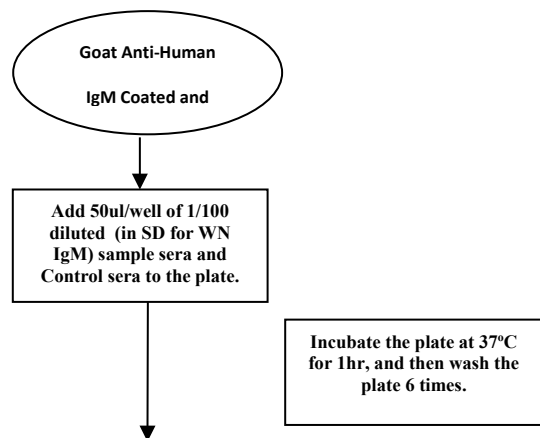 Goat Anti-Human
IgM Coated and
Add 50ul/well of 1/100
diluted  (in SD for WN
IgM) sample sera and
Control sera to the plate.
Incubate the plate at 37ºC
for 1hr, and then wash the
plate 6 times.